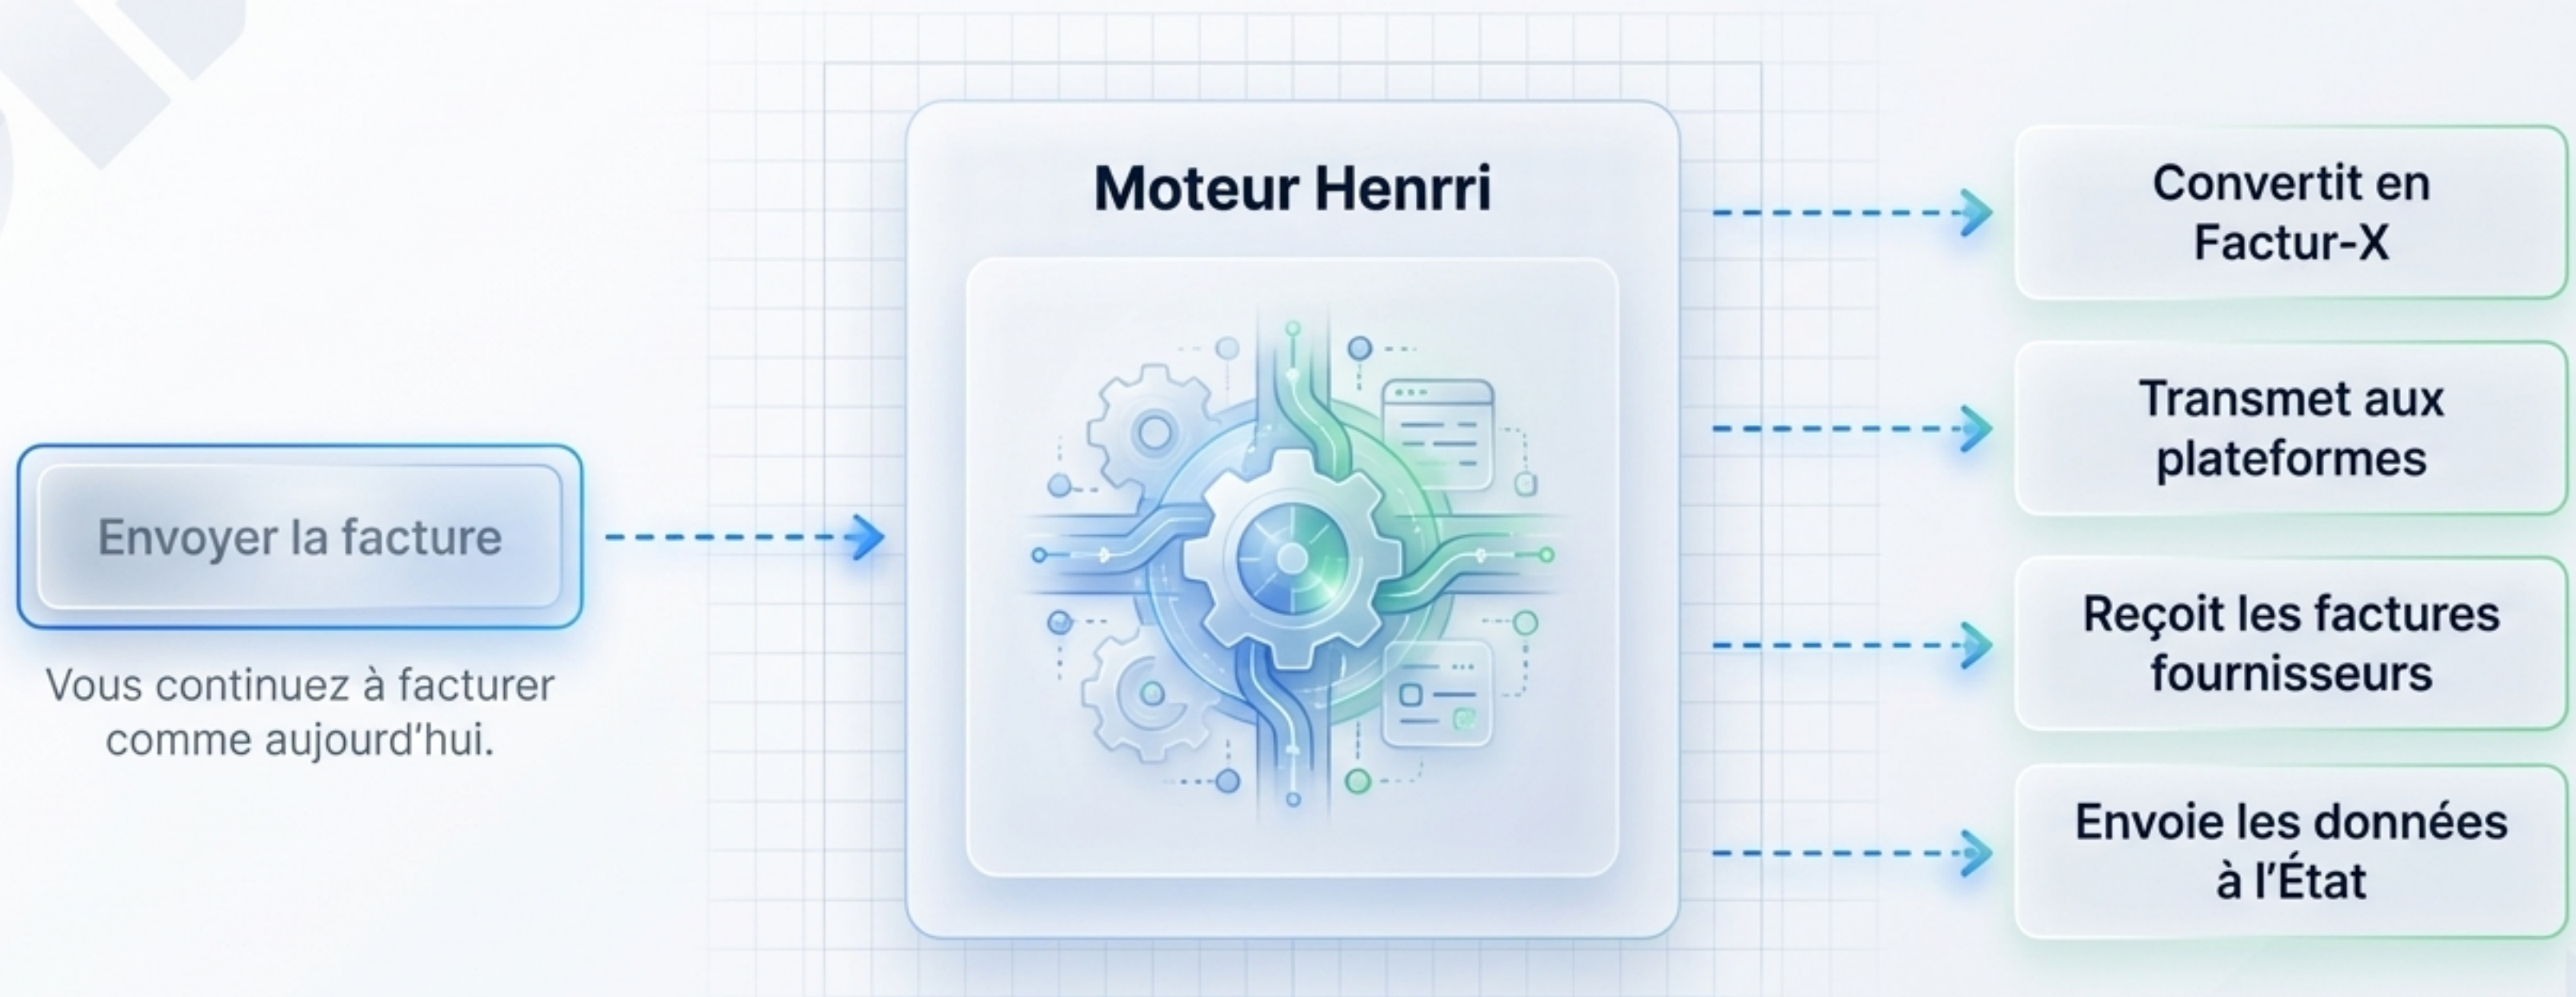 Moteur Henrri
Envoyer la facture
Vous continuez à facturer
comme aujourd'hui.
Convertit en
Factur-X
Transmet aux
plateformes
Reçoit les factures
fournisseurs
Envoie les données
à l'État